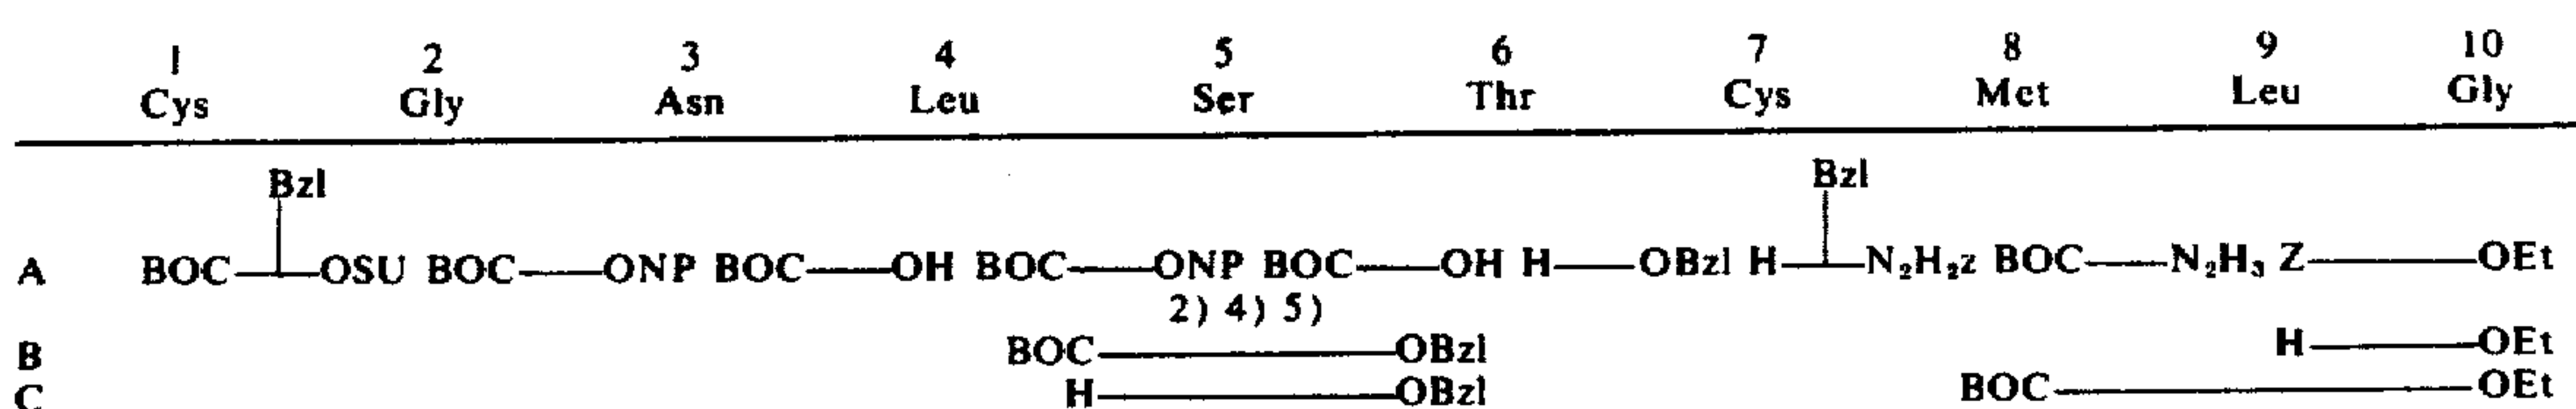 1 2 3 4 5 6 7 8 9 10
Cys Gly Asn Leu Ser Thr Cys Met Leu Gly
Bzl Bzl
A BOC OSU BOC ONP BOC OH BOC ONP BOC OH H OBzl H N₂H₂z BOC N₂H₃ Z OEt
2) 4) 5)
B BOC OBzl H OEt
C H OBzl BOC OEt